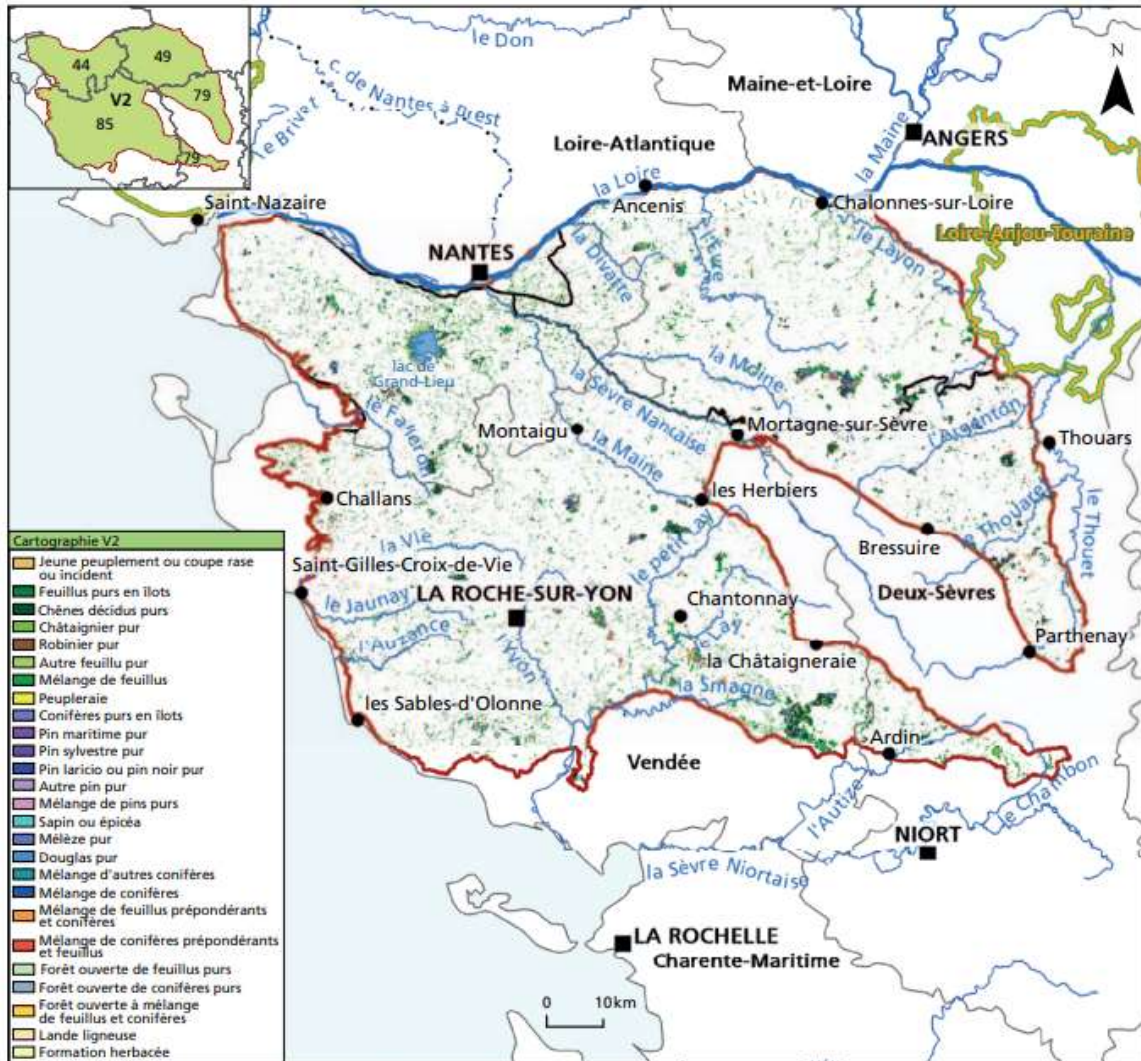 44
49
79
V2
85
79
le Don
c. de Nantes à Brest
le Brivet
Maine-et-Loire
N
ANGERS
la Maine
Loire-Atlantique
la Loire
Ancenis
Chalonnes-sur-Loire
Saint-Nazaire
le Layon
Loire-Anjou-Touraine
NANTES
la Divatte
l'Èvre
lac de
Grand-Lieu
la Moine
la Sèvre Nantaise
le Falleron
Montaigu
Mortagne-sur-Sèvre
l'Argenton
Thouars
la Maine
Challans
les Herbiers
le Thouaret
le Thouet
Bressuire
la Vie
le petit Lay
Saint-Gilles-Croix-de-Vie
le Jaunay
LA ROCHE-SUR-YON
Chantonnay
Deux-Sèvres
l'Auzance
l'Yvon
le Lay
la Châtaigneraie
Parthenay
la Smagne
les Sables-d'Olonne
Ardin
Vendée
l'Autize
le Chambon
NIORT
la Sèvre Niortaise
LA ROCHELLE
Charente-Maritime
0 10km
Cartographie V2
Jeune peuplement ou coupe rase
ou incident
Feuillus purs en îlots
Chênes décidus purs
Châtaignier pur
Robinier pur
Autre feuillu pur
Mélange de feuillus
Peupleraie
Conifères purs en îlots
Pin maritime pur
Pin sylvestre pur
Pin laricio ou pin noir pur
Autre pin pur
Mélange de pins purs
Sapin ou épicéa
Mélèze pur
Douglas pur
Mélange d'autres conifères
Mélange de conifères
Mélange de feuillus prépondérants
et conifères
Mélange de conifères prépondérants
et feuillus
Forêt ouverte de feuillus purs
Forêt ouverte de conifères purs
Forêt ouverte à mélange
de feuillus et conifères
Lande ligneuse
Formation herbacée